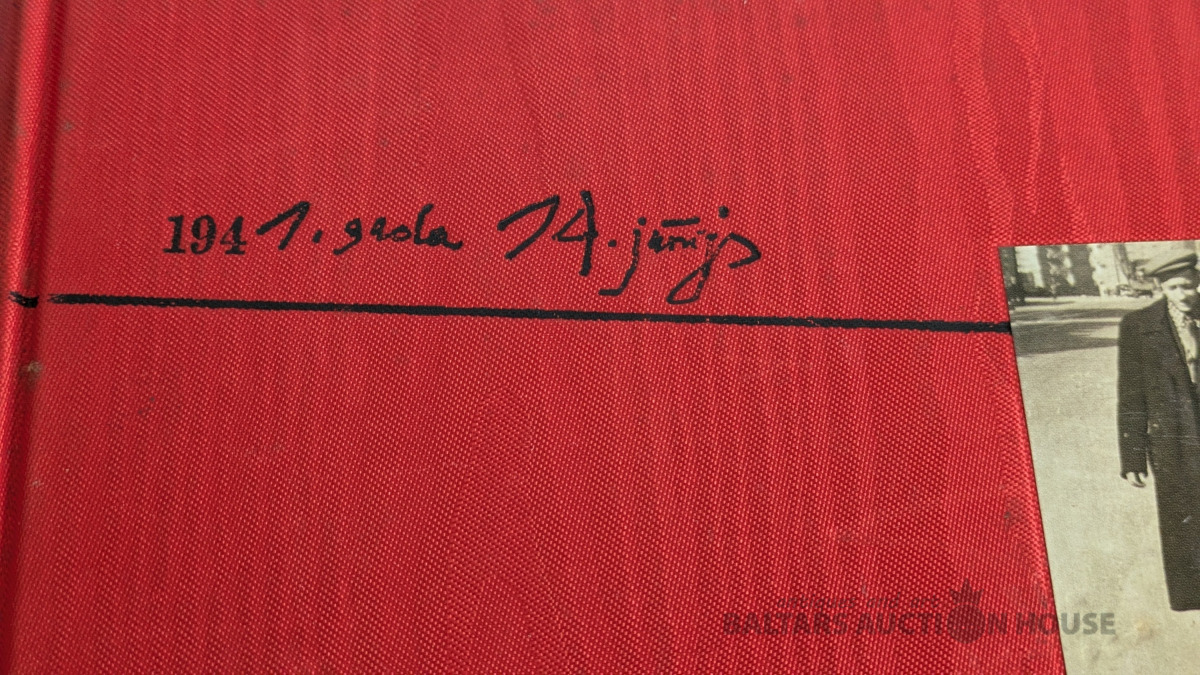 1941. gada 14. jūnijs
BALTARS AUCTION HOUSE